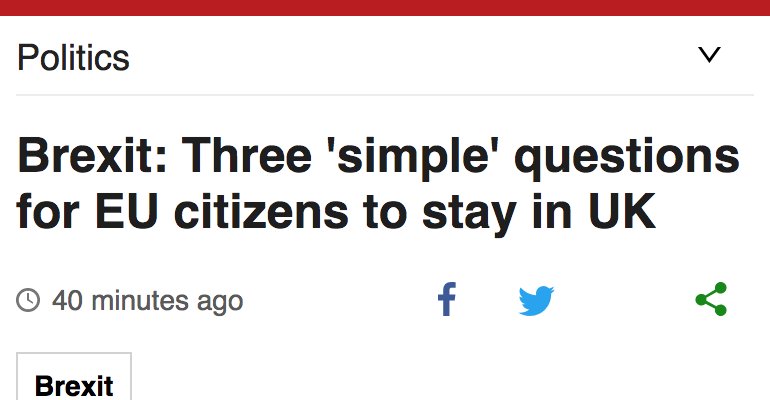 Politics
Brexit: Three 'simple' questions
for EU citizens to stay in UK
40 minutes ago
Brexit